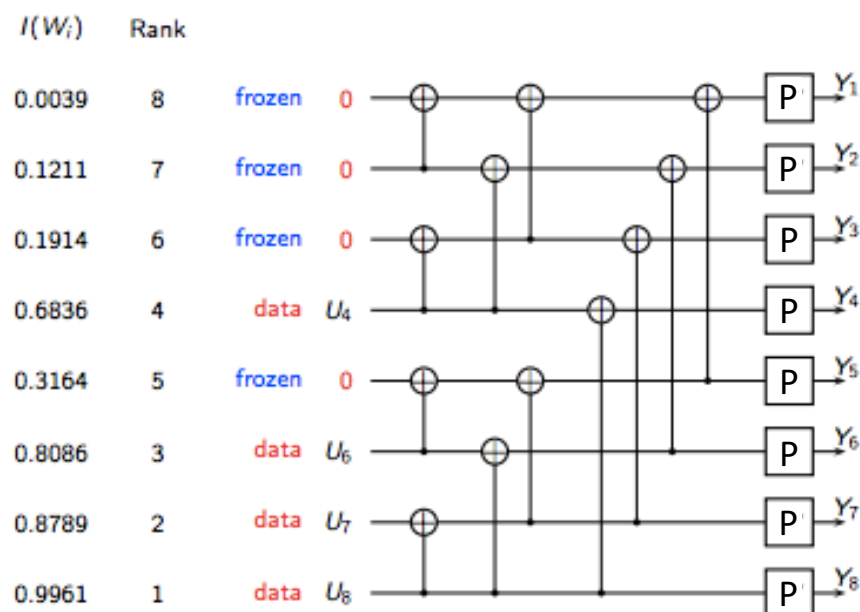 I(Wᵢ) Rank
0.0039 8 frozen 0 P Y₁
0.1211 7 frozen 0 P Y₂
0.1914 6 frozen 0 P Y₃
0.6836 4 data U₄ P Y₄
0.3164 5 frozen 0 P Y₅
0.8086 3 data U₆ P Y₆
0.8789 2 data U₇ P Y₇
0.9961 1 data U₈ P Y₈